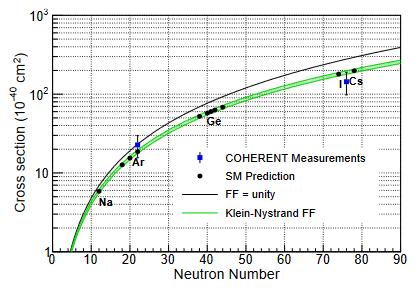 Cross section (10⁻⁴⁰ cm²)
10³
10²
10
1
Na
Ar
Ge
I
Cs
COHERENT Measurements
SM Prediction
FF = unity
Klein-Nystrand FF
0 10 20 30 40 50 60 70 80 90
Neutron Number